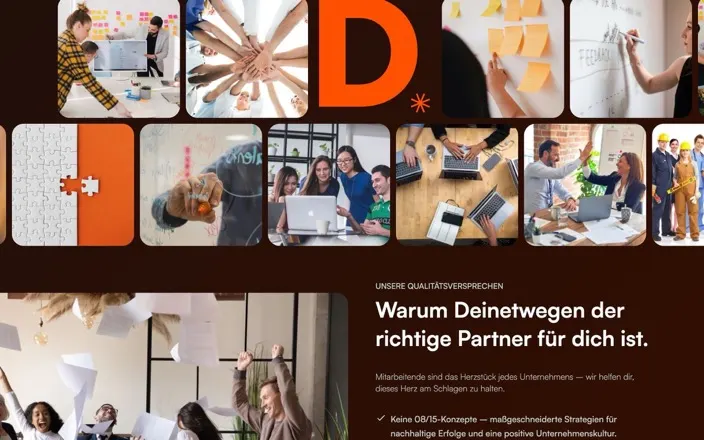 D.
FEEDBACK
UNSERE QUALITÄTSVERSPRECHEN
Warum Deinetwegen der
richtige Partner für dich ist.
Mitarbeitende sind das Herzstück jedes Unternehmens – wir helfen dir,
dieses Herz am Schlagen zu halten.
Keine 08/15-Konzepte – maßgeschneiderte Strategien für
nachhaltige Erfolge und eine positive Unternehmenskultur.